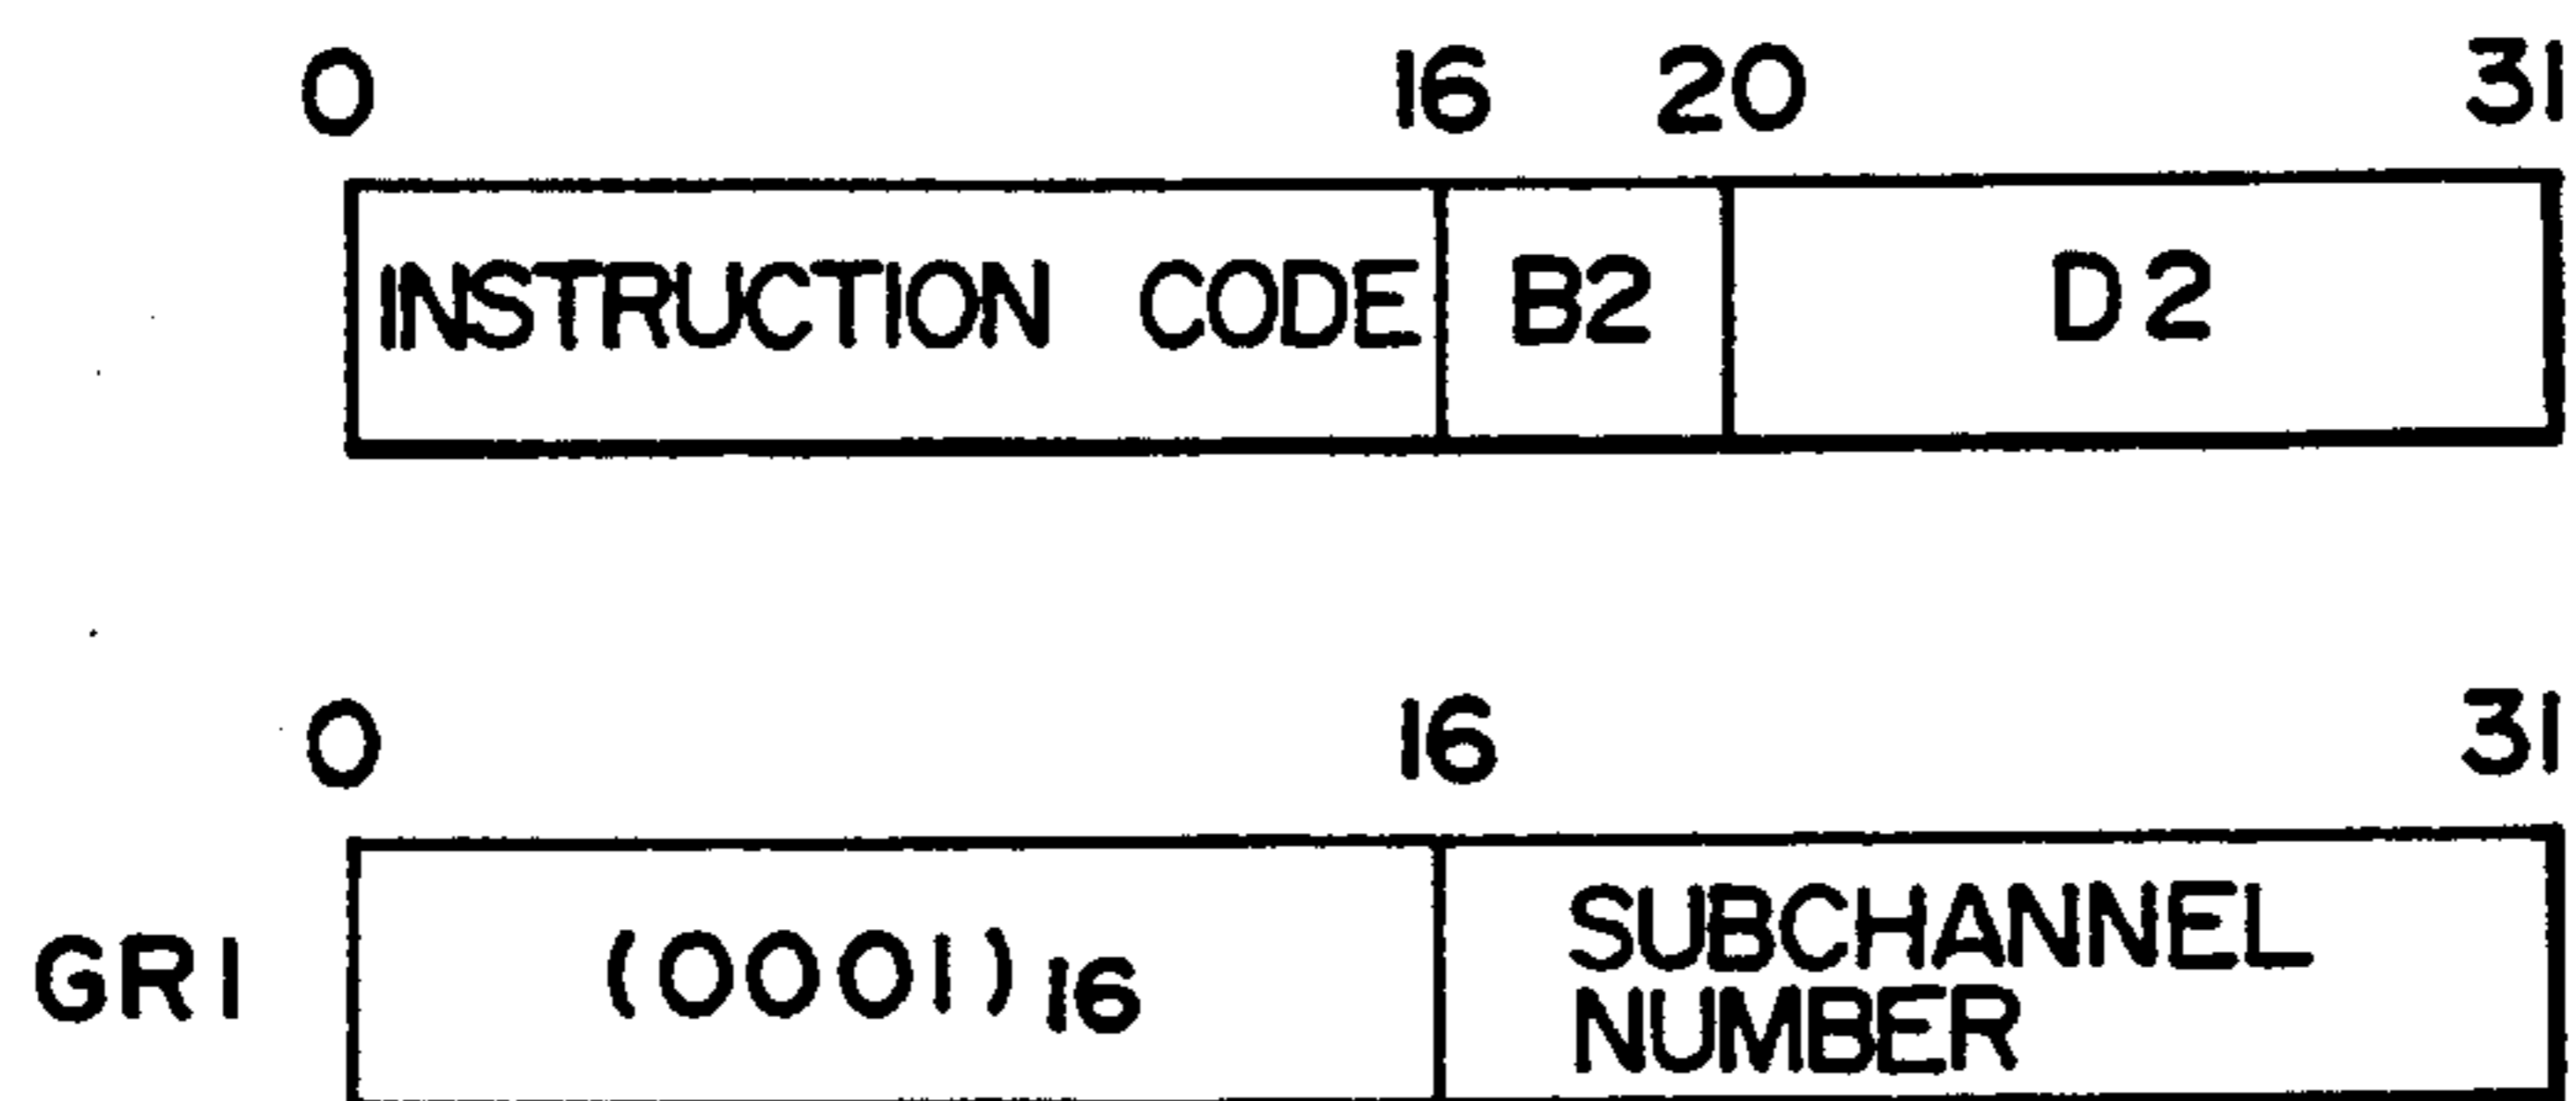 0 16 20 31
INSTRUCTION CODE B2 D2
0 16 31
GR1 (0001)16 SUBCHANNEL
NUMBER